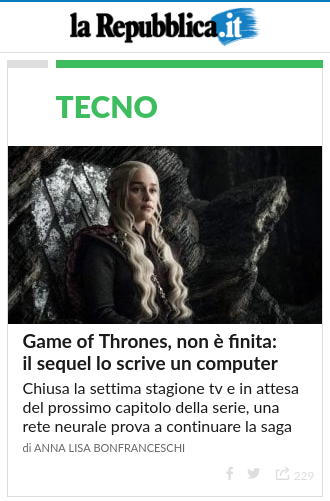 la Repubblica.it
TECNO
Game of Thrones, non è finita:
il sequel lo scrive un computer
Chiusa la settima stagione tv e in attesa
del prossimo capitolo della serie, una
rete neurale prova a continuare la saga
di ANNA LISA BONFRANCESCHI
229